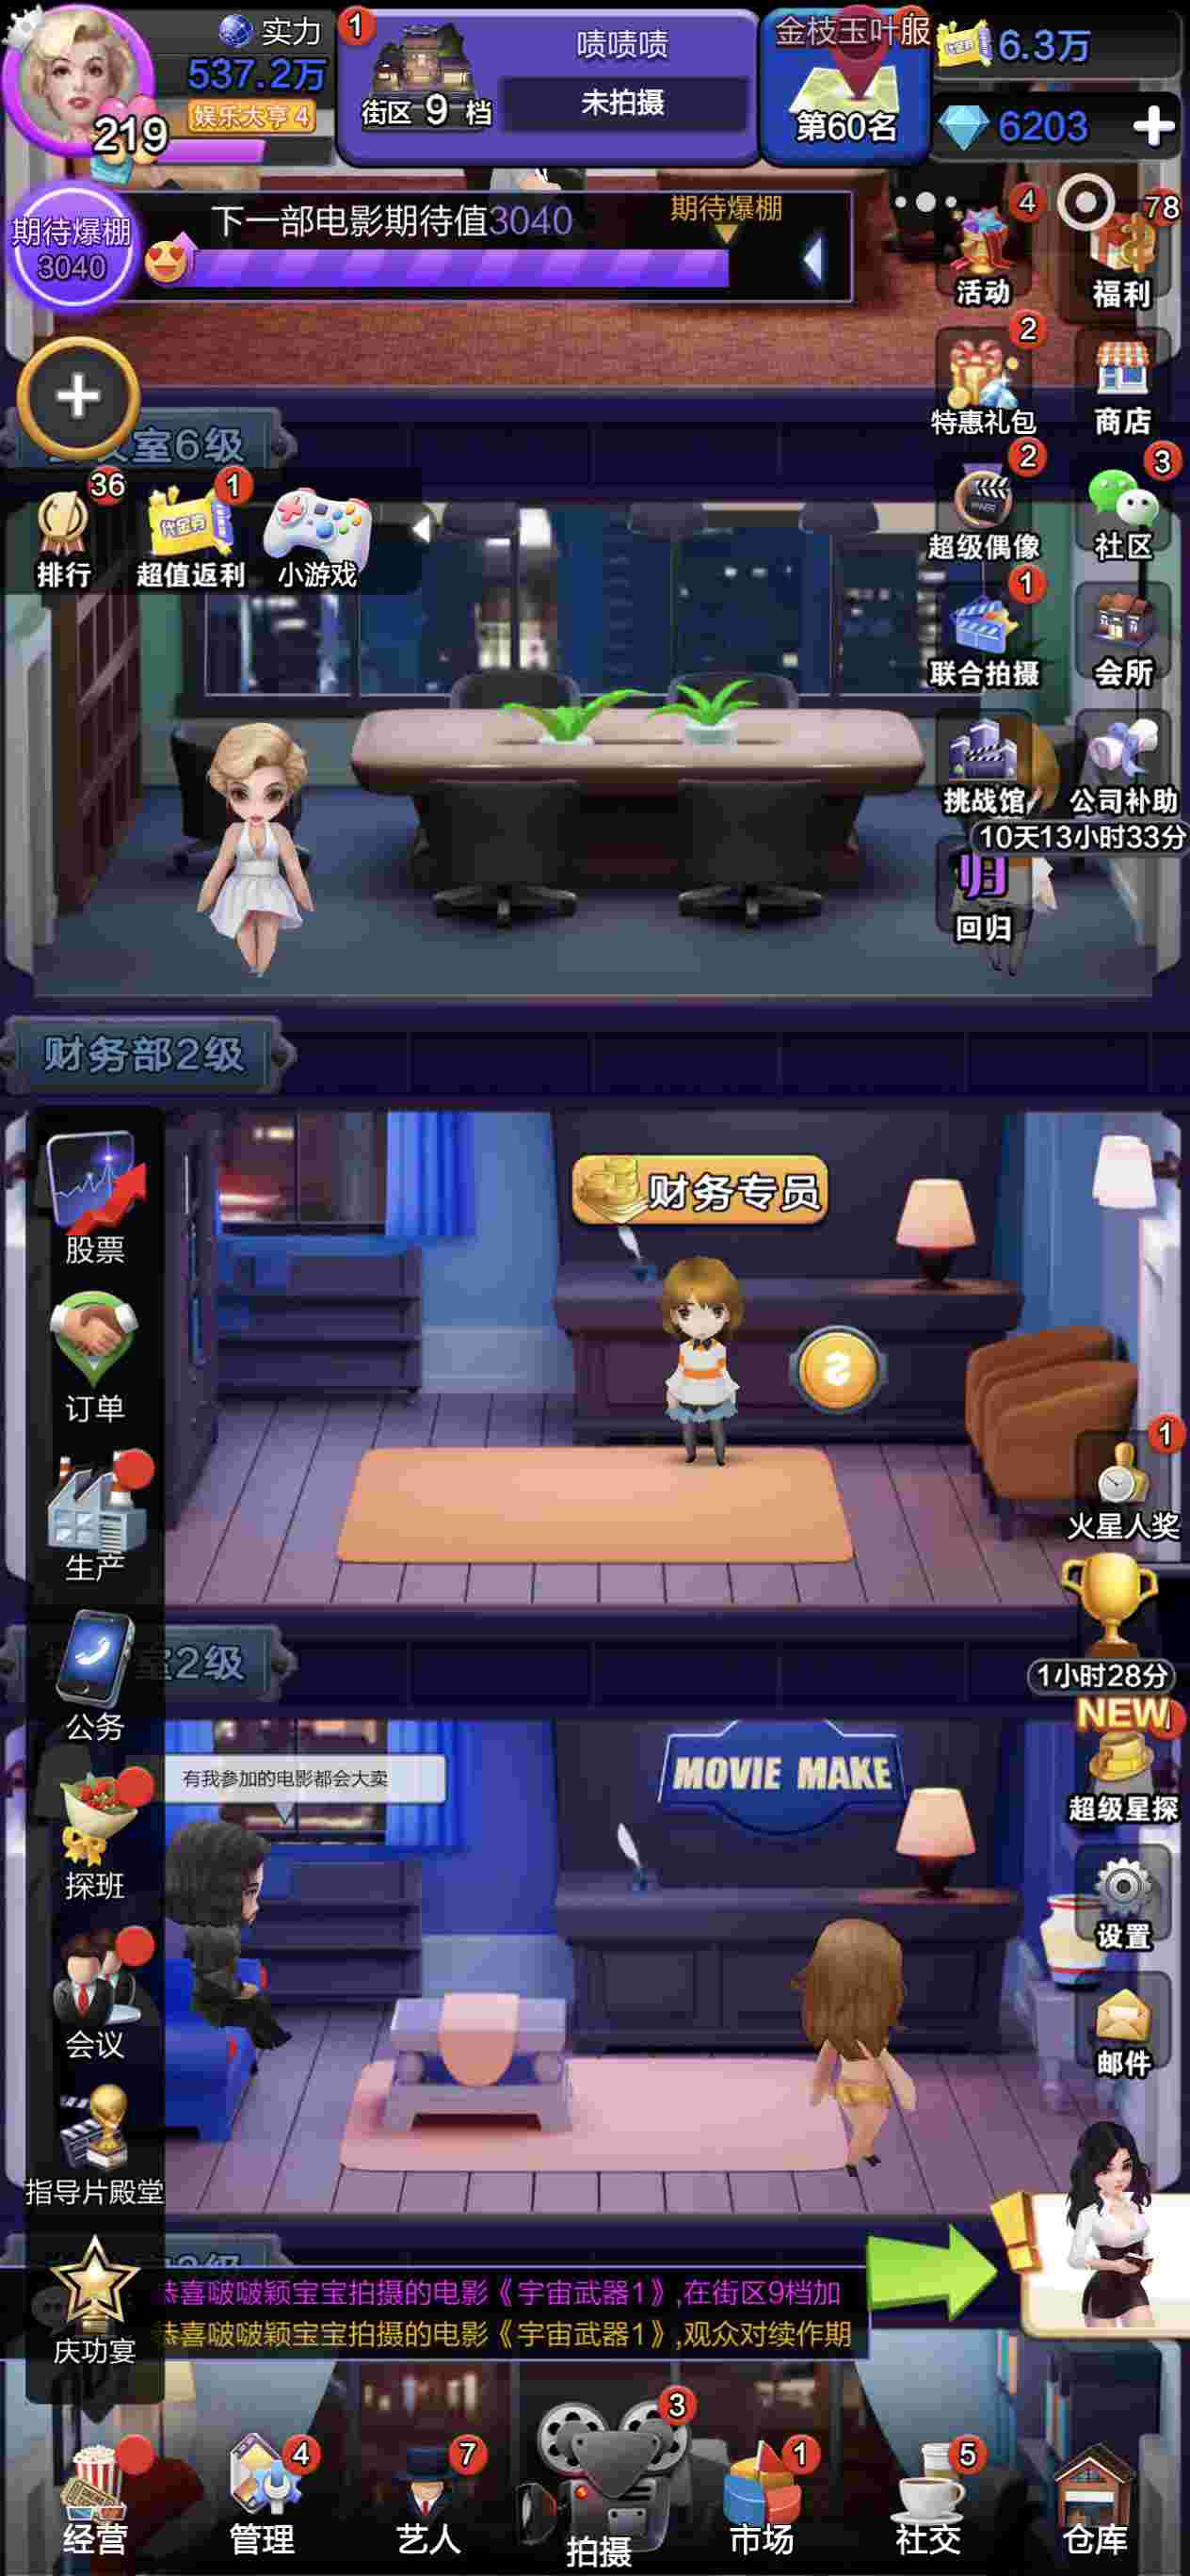 实力
537.2万
219
娱乐大亨 4
1
街区 9 档
啧啧啧
未拍摄
金枝玉叶服
第60名
代金券
6.3万
6203
期待爆棚
3040
下一部电影期待值3040
期待爆棚
4
活动
78
福利
2
特惠礼包
商店
室6级
36
排行
1
代金券
超值返利
小游戏
2
超级偶像
3
社区
1
联合拍摄
会所
挑战馆
公司补助
10天13小时33分
归
回归
财务部2级
股票
财务专员
订单
生产
1
火星人奖
室2级
1小时28分
公务
NEW
超级星探
有我参加的电影都会大卖
MOVIE MAKE
探班
设置
会议
邮件
指导片殿堂
恭喜啵啵颖宝宝拍摄的电影《宇宙武器1》,在街区9档加
恭喜啵啵颖宝宝拍摄的电影《宇宙武器1》,观众对续作期
庆功宴
经营
4
管理
7
艺人
3
拍摄
1
市场
5
社交
仓库